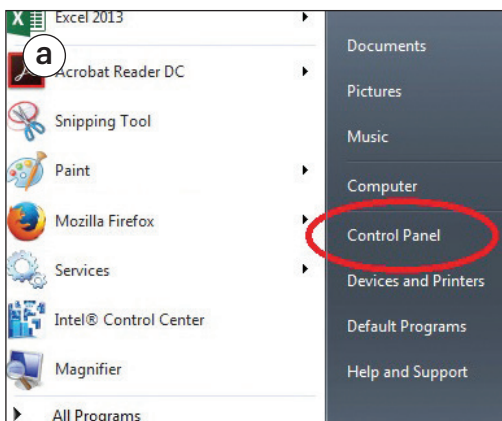 Excel 2013
a
Acrobat Reader DC
Snipping Tool
Paint
Mozilla Firefox
Services
Intel® Control Center
Magnifier
All Programs
Documents
Pictures
Music
Computer
Control Panel
Devices and Printers
Default Programs
Help and Support